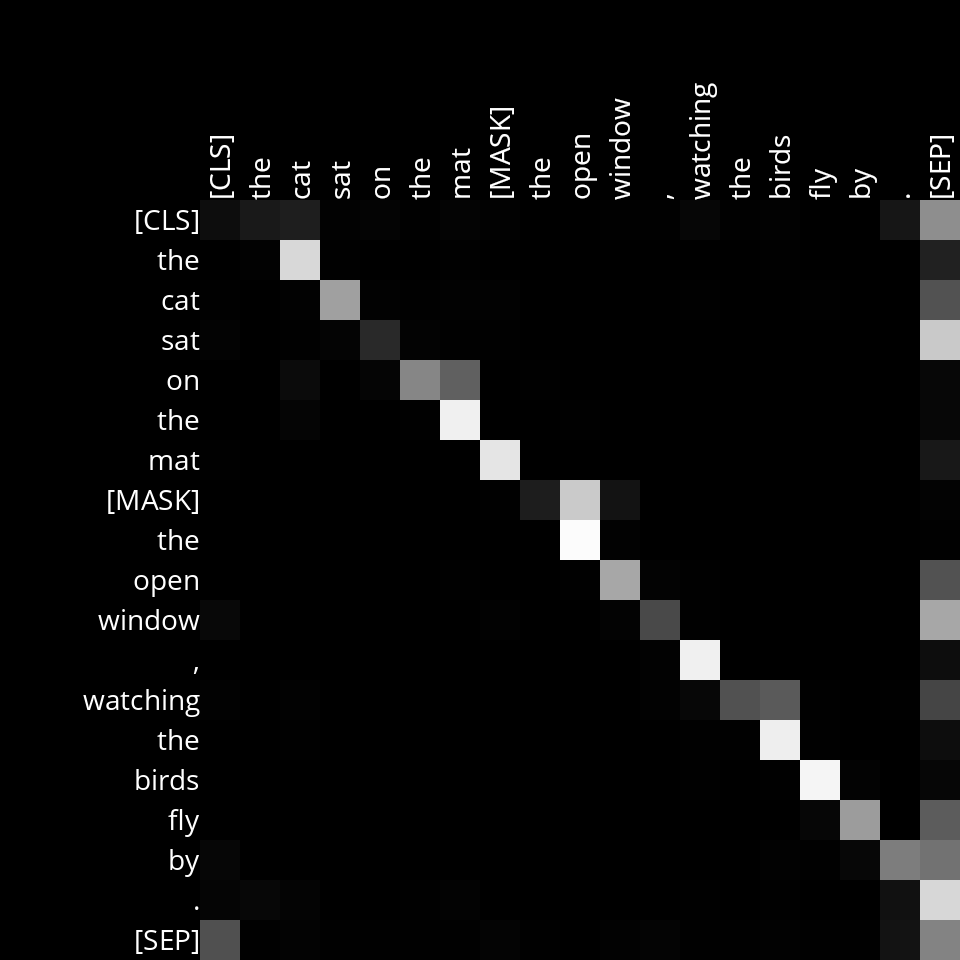 [CLS]
the
cat
sat
on
the
mat
[MASK]
the
open
window
,
watching
the
birds
fly
by
.
[SEP]
[CLS]
the
cat
sat
on
the
mat
[MASK]
the
open
window
,
watching
the
birds
fly
by
.
[SEP]